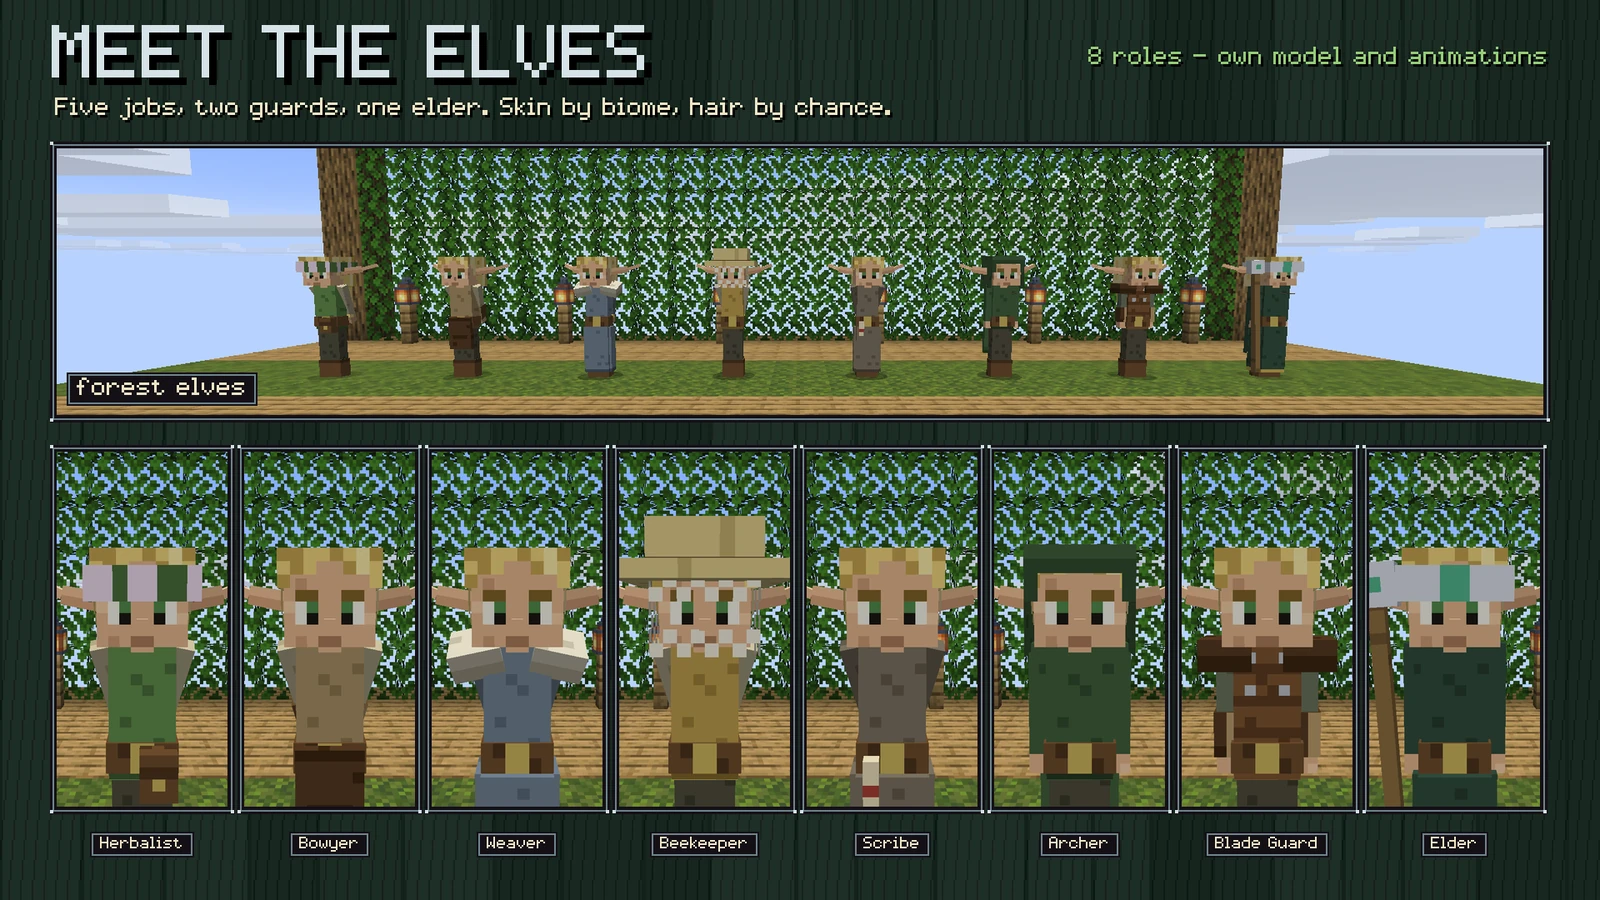 MEET THE ELVES
8 roles – own model and animations
Five jobs, two guards, one elder. Skin by biome, hair by chance.
forest elves
Herbalist
Bowyer
Weaver
Beekeeper
Scribe
Archer
Blade Guard
Elder